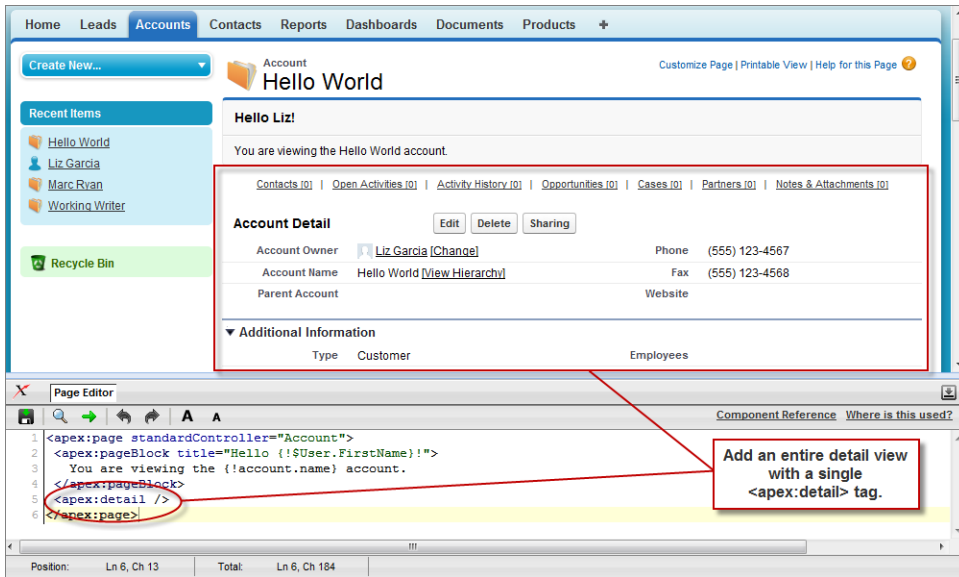 Home Leads Accounts Contacts Reports Dashboards Documents Products +
Create New...
Account
Hello World
Customize Page | Printable View | Help for this Page ?
Recent Items
Hello World
Liz Garcia
Marc Ryan
Working Writer
Recycle Bin
Hello Liz!
You are viewing the Hello World account.
Contacts [0] | Open Activities [0] | Activity History [0] | Opportunities [0] | Cases [0] | Partners [0] | Notes & Attachments [0]
Account Detail Edit Delete Sharing
Account Owner Liz Garcia [Change] Phone (555) 123-4567
Account Name Hello World [View Hierarchy] Fax (555) 123-4568
Parent Account Website
Additional Information
Type Customer Employees
Page Editor
A A Component Reference Where is this used?
1 <apex:page standardController="Account">
2 <apex:pageBlock title="Hello {!$User.FirstName}!">
3 You are viewing the {!account.name} account.
4 </apex:pageBlock>
5 <apex:detail />
6 </apex:page>
Add an entire detail view
with a single
<apex:detail> tag.
Position: Ln 6, Ch 13 Total: Ln 6, Ch 184